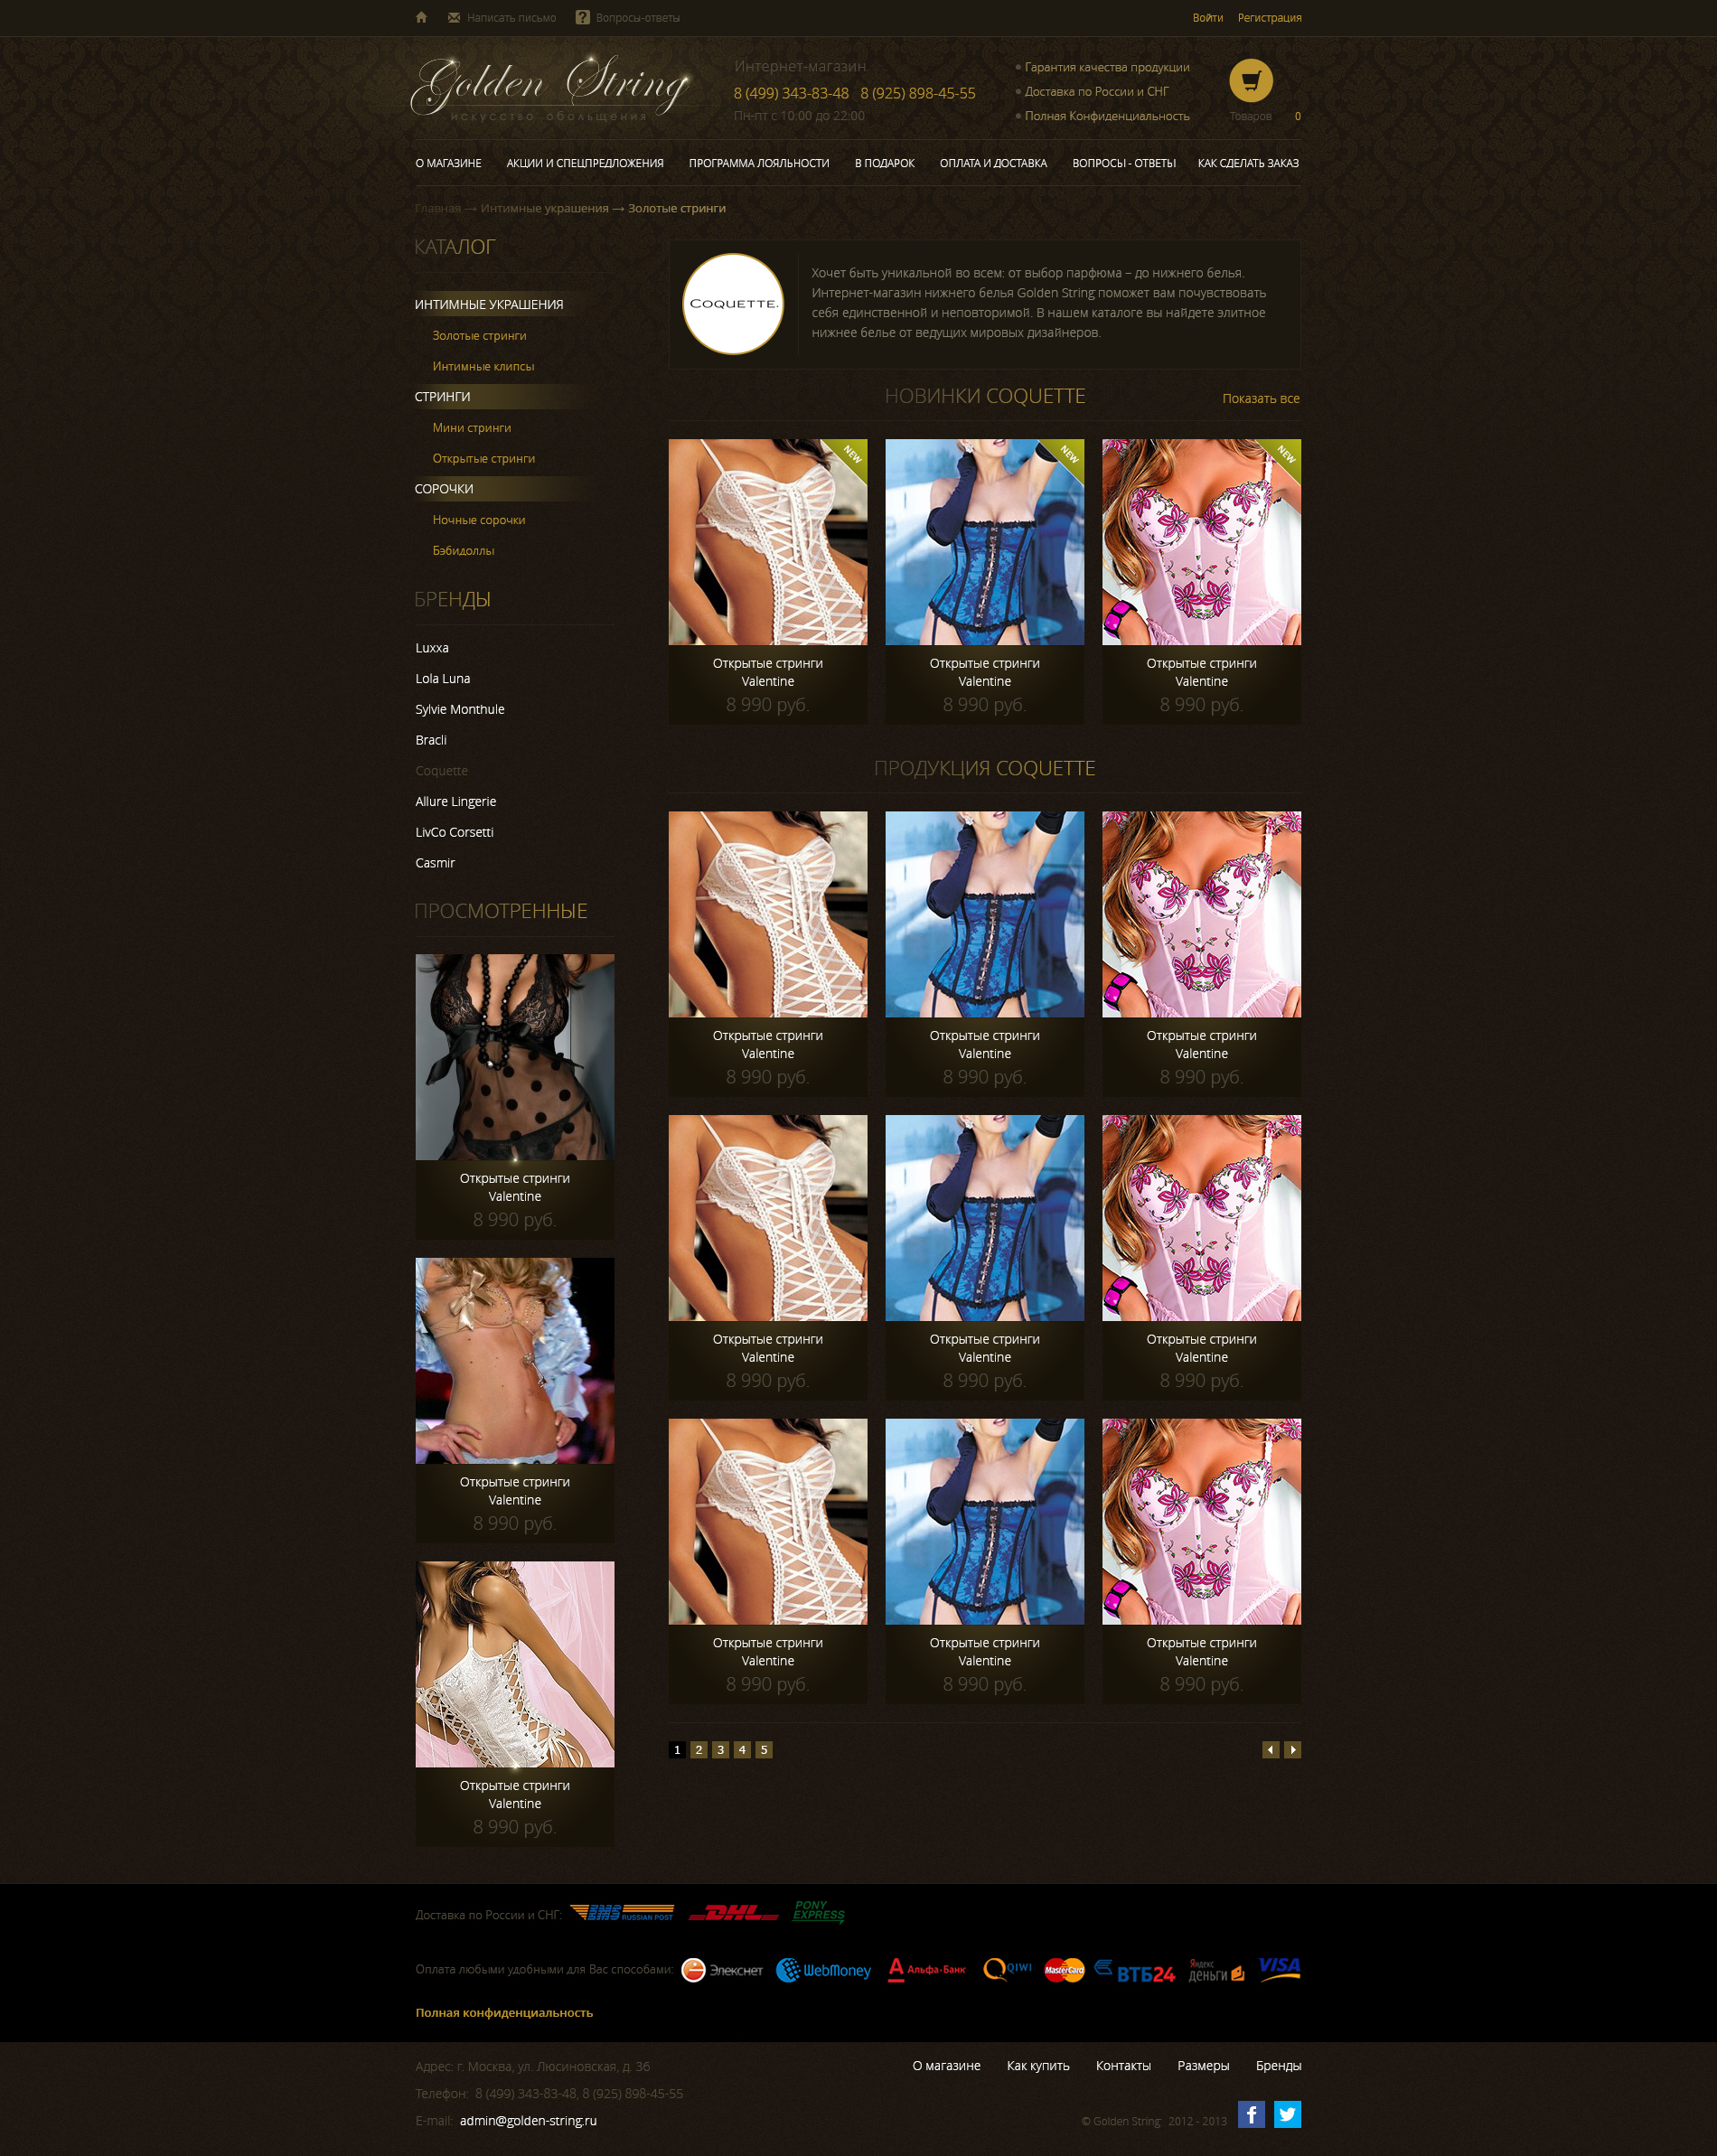 Написать письмо
Вопросы-ответы
Войти
Регистрация
Golden String
искусство обольщения
Интернет-магазин
8 (499) 343-83-48 8 (925) 898-45-55
Пн-пт с 10:00 до 22:00
Гарантия качества продукции
Доставка по России и СНГ
Полная Конфиденциальность
Товаров 0
О МАГАЗИНЕ
АКЦИИ И СПЕЦПРЕДЛОЖЕНИЯ
ПРОГРАММА ЛОЯЛЬНОСТИ
В ПОДАРОК
ОПЛАТА И ДОСТАВКА
ВОПРОСЫ - ОТВЕТЫ
КАК СДЕЛАТЬ ЗАКАЗ
Главная → Интимные украшения → Золотые стринги
КАТАЛОГ
ИНТИМНЫЕ УКРАШЕНИЯ
Золотые стринги
Интимные клипсы
СТРИНГИ
Мини стринги
Открытые стринги
СОРОЧКИ
Ночные сорочки
Бэбидоллы
БРЕНДЫ
Luxxa
Lola Luna
Sylvie Monthule
Bracli
Coquette
Allure Lingerie
LivCo Corsetti
Casmir
ПРОСМОТРЕННЫЕ
Открытые стринги
Valentine
8 990 руб.
Открытые стринги
Valentine
8 990 руб.
Открытые стринги
Valentine
8 990 руб.
COQUETTE.
Хочет быть уникальной во всем: от выбор парфюма – до нижнего белья.
Интернет-магазин нижнего белья Golden String поможет вам почувствовать
себя единственной и неповторимой. В нашем каталоге вы найдете элитное
нижнее белье от ведущих мировых дизайнеров.
НОВИНКИ COQUETTE
Показать все
NEW
NEW
NEW
Открытые стринги
Valentine
8 990 руб.
Открытые стринги
Valentine
8 990 руб.
Открытые стринги
Valentine
8 990 руб.
ПРОДУКЦИЯ COQUETTE
Открытые стринги
Valentine
8 990 руб.
Открытые стринги
Valentine
8 990 руб.
Открытые стринги
Valentine
8 990 руб.
Открытые стринги
Valentine
8 990 руб.
Открытые стринги
Valentine
8 990 руб.
Открытые стринги
Valentine
8 990 руб.
Открытые стринги
Valentine
8 990 руб.
Открытые стринги
Valentine
8 990 руб.
Открытые стринги
Valentine
8 990 руб.
1 2 3 4 5
Доставка по России и СНГ:
EMS RUSSIAN POST
DHL
PONY EXPRESS
Оплата любыми удобными для Вас способами:
Элекснет
WebMoney
Альфа·Банк
QIWI
MasterCard
ВТБ24
Яндекс деньги
VISA
Полная конфиденциальность
Адрес: г. Москва, ул. Люсиновская, д. 36
Телефон: 8 (499) 343-83-48, 8 (925) 898-45-55
E-mail: admin@golden-string.ru
О магазине
Как купить
Контакты
Размеры
Бренды
© Golden String 2012 - 2013